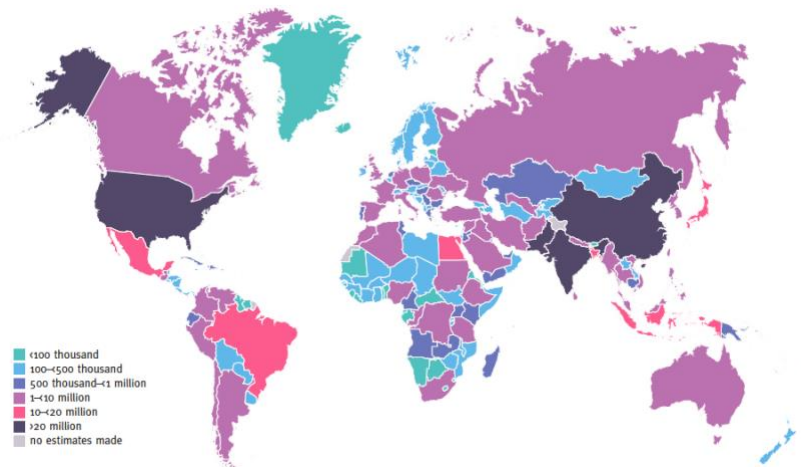 <100 thousand
100–<500 thousand
500 thousand–<1 million
1–<10 million
10–<20 million
>20 million
no estimates made